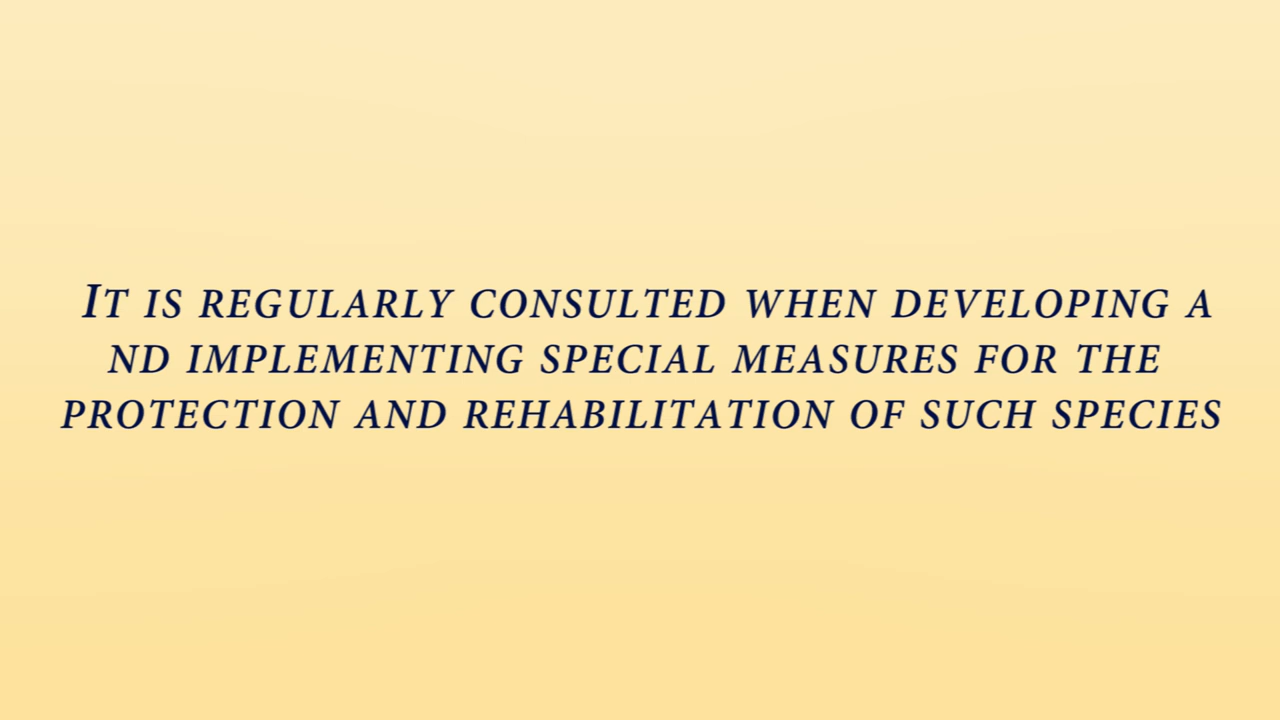 It is regularly consulted when developing a
nd implementing special measures for the
protection and rehabilitation of such species